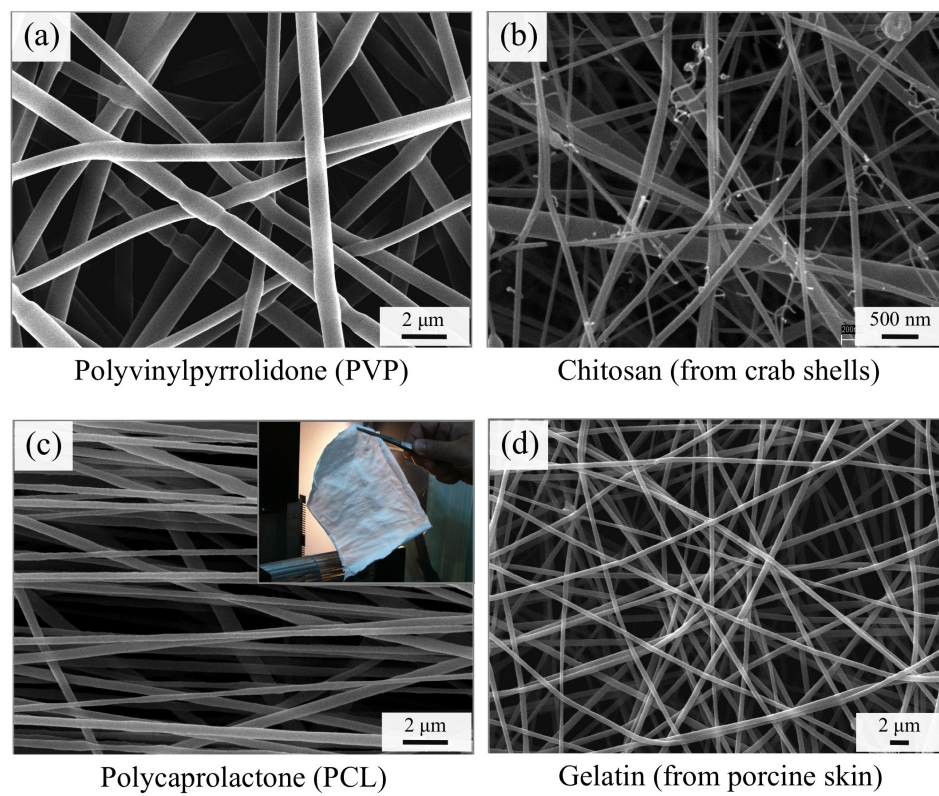 (a)
2 μm
Polyvinylpyrrolidone (PVP)
(b)
500 nm
Chitosan (from crab shells)
(c)
2 μm
Polycaprolactone (PCL)
(d)
2 μm
Gelatin (from porcine skin)